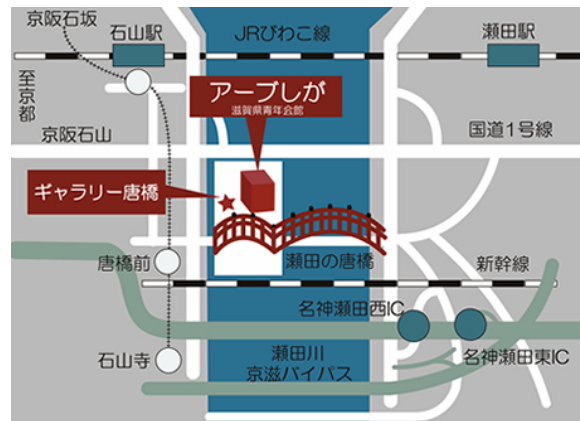 京阪石坂
石山駅
JRびわこ線
瀬田駅
至京都
アーブしが
滋賀県青年会館
京阪石山
国道1号線
ギャラリー唐橋
唐橋前
瀬田の唐橋
新幹線
名神瀬田西IC
石山寺
瀬田川
京滋バイパス
名神瀬田東IC